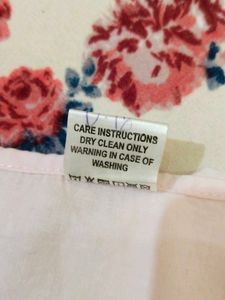 CARE INSTRUCTIONS
DRY CLEAN ONLY
WARNING IN CASE OF
WASHING